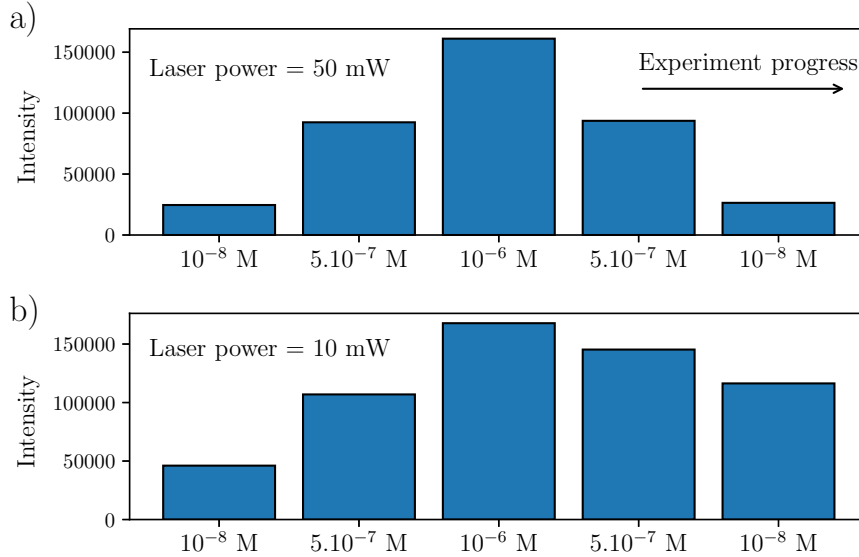 a)
150000
100000
50000
0
Intensity
Laser power = 50 mW
Experiment progress
10⁻⁸ M
5.10⁻⁷ M
10⁻⁶ M
5.10⁻⁷ M
10⁻⁸ M
b)
150000
100000
50000
0
Intensity
Laser power = 10 mW
10⁻⁸ M
5.10⁻⁷ M
10⁻⁶ M
5.10⁻⁷ M
10⁻⁸ M